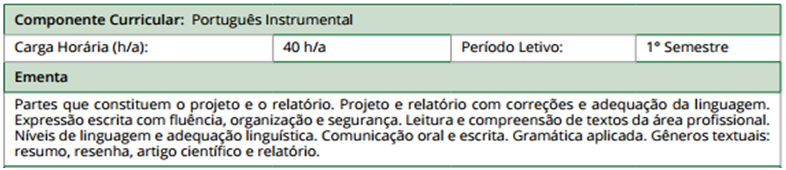 Componente Curricular: Português Instrumental
Carga Horária (h/a): 40 h/a Período Letivo: 1° Semestre
Ementa
Partes que constituem o projeto e o relatório. Projeto e relatório com correções e adequação da linguagem.
Expressão escrita com fluência, organização e segurança. Leitura e compreensão de textos da área profissional.
Níveis de linguagem e adequação linguística. Comunicação oral e escrita. Gramática aplicada. Gêneros textuais:
resumo, resenha, artigo científico e relatório.